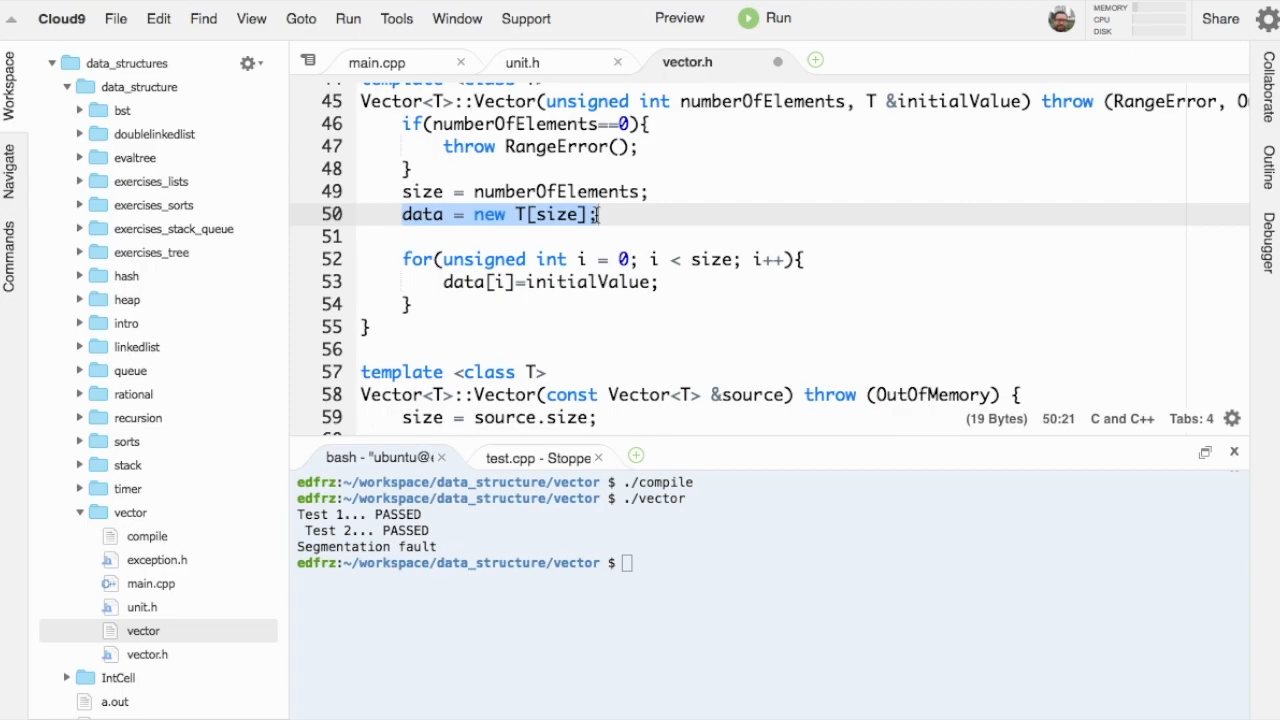 Cloud9 File Edit Find View Goto Run Tools Window Support Preview Run MEMORY CPU DISK Share
Workspace
Navigate
Commands
data_structures
data_structure
bst
doublelinkedlist
evaltree
exercises_lists
exercises_sorts
exercises_stack_queue
exercises_tree
hash
heap
intro
linkedlist
queue
rational
recursion
sorts
stack
timer
vector
compile
exception.h
main.cpp
unit.h
vector
vector.h
IntCell
a.out
main.cpp unit.h vector.h
45 Vector<T>::Vector(unsigned int numberOfElements, T &initialValue) throw (RangeError, O
46 if(numberOfElements==0){
47 throw RangeError();
48 }
49 size = numberOfElements;
50 data = new T[size];
51
52 for(unsigned int i = 0; i < size; i++){
53 data[i]=initialValue;
54 }
55 }
56
57 template <class T>
58 Vector<T>::Vector(const Vector<T> &source) throw (OutOfMemory) {
59 size = source.size;
(19 Bytes) 50:21 C and C++ Tabs: 4
bash - "ubuntu@e test.cpp - Stoppe
edfrz:~/workspace/data_structure/vector $ ./compile
edfrz:~/workspace/data_structure/vector $ ./vector
Test 1... PASSED
Test 2... PASSED
Segmentation fault
edfrz:~/workspace/data_structure/vector $
Collaborate
Outline
Debugger